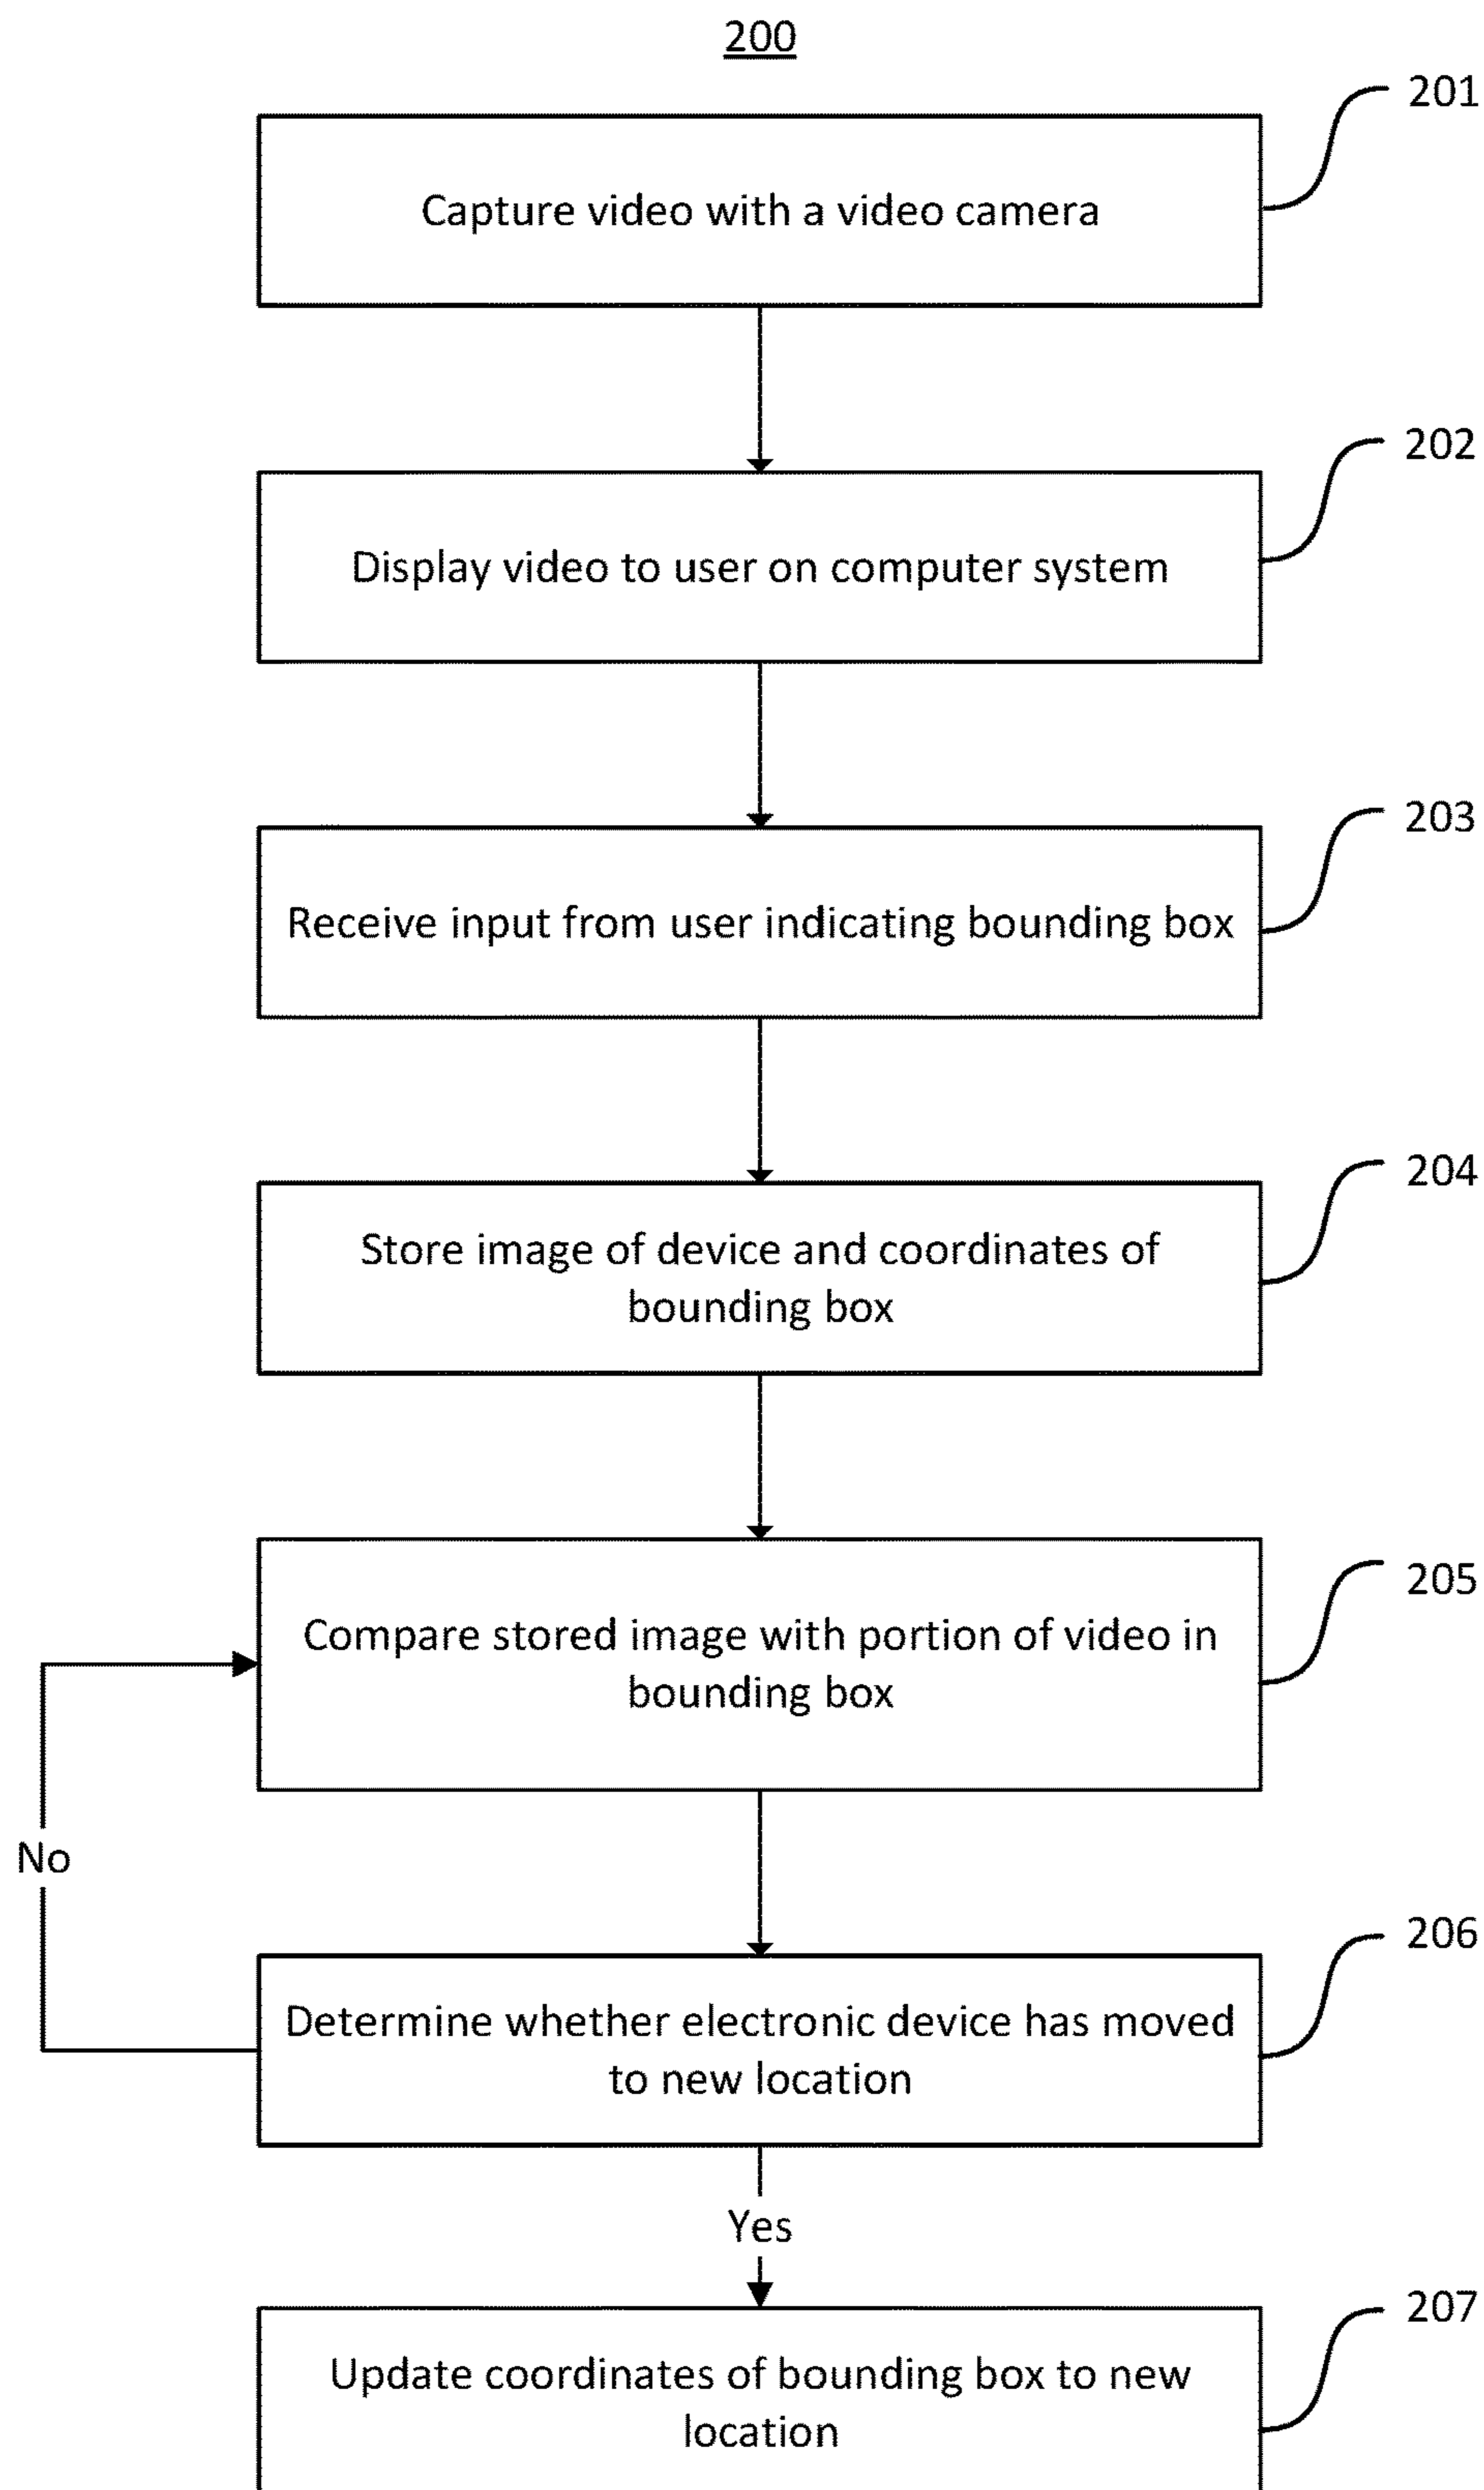 200
201
Capture video with a video camera
202
Display video to user on computer system
203
Receive input from user indicating bounding box
204
Store image of device and coordinates of
bounding box
205
Compare stored image with portion of video in
bounding box
No
206
Determine whether electronic device has moved
to new location
Yes
207
Update coordinates of bounding box to new
location